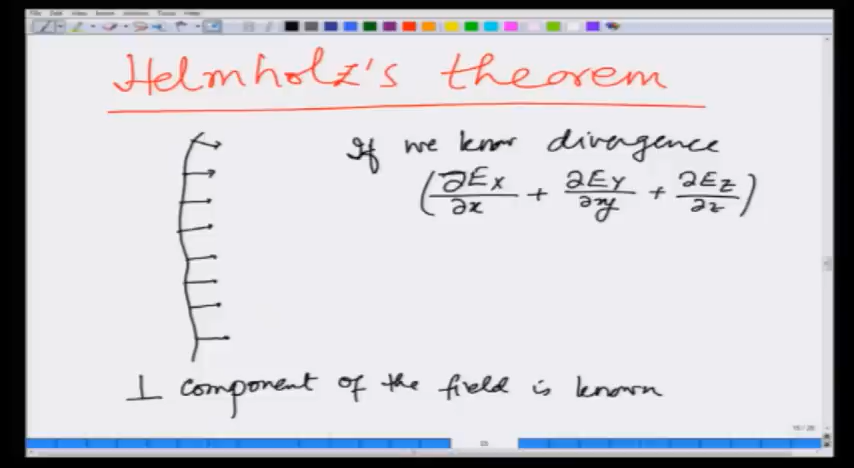 Helmholz's theorem
If we know divergence
(∂Ex/∂x + ∂Ey/∂y + ∂Ez/∂z)
⊥ component of the field is known